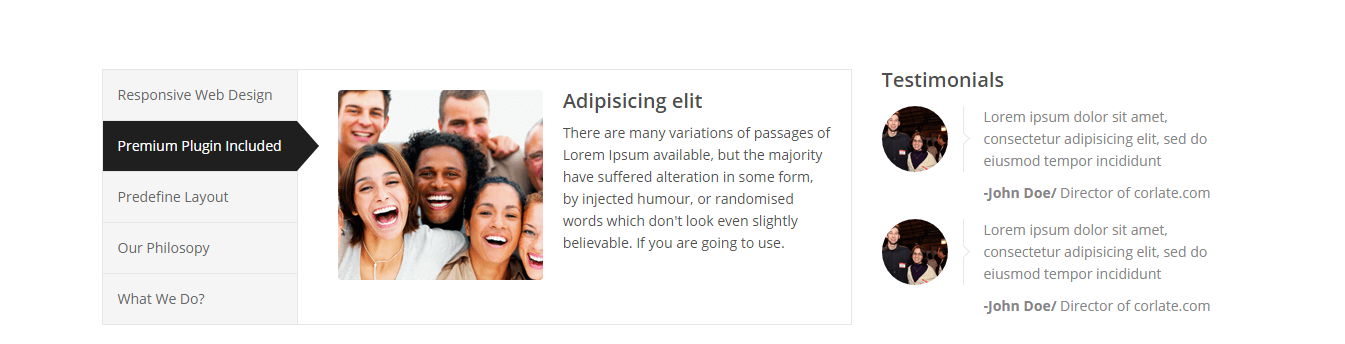 Responsive Web Design
Premium Plugin Included
Predefine Layout
Our Philosopy
What We Do?
Adipisicing elit
There are many variations of passages of
Lorem Ipsum available, but the majority
have suffered alteration in some form,
by injected humour, or randomised
words which don't look even slightly
believable. If you are going to use.
Testimonials
Lorem ipsum dolor sit amet,
consectetur adipisicing elit, sed do
eiusmod tempor incididunt
-John Doe/ Director of corlate.com
Lorem ipsum dolor sit amet,
consectetur adipisicing elit, sed do
eiusmod tempor incididunt
-John Doe/ Director of corlate.com